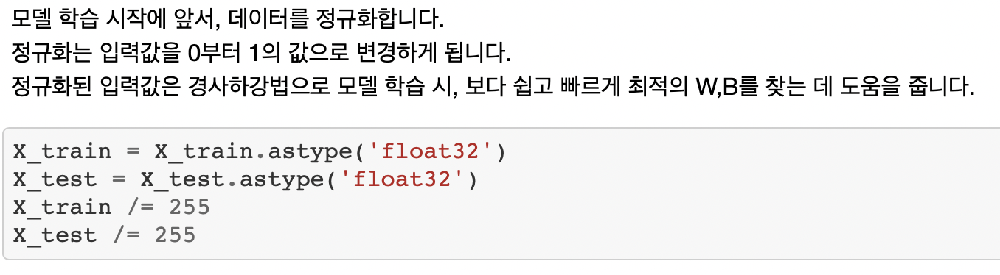 모델 학습 시작에 앞서, 데이터를 정규화합니다.
정규화는 입력값을 0부터 1의 값으로 변경하게 됩니다.
정규화된 입력값은 경사하강법으로 모델 학습 시, 보다 쉽고 빠르게 최적의 W,B를 찾는 데 도움을 줍니다.
X_train = X_train.astype('float32')
X_test = X_test.astype('float32')
X_train /= 255
X_test /= 255